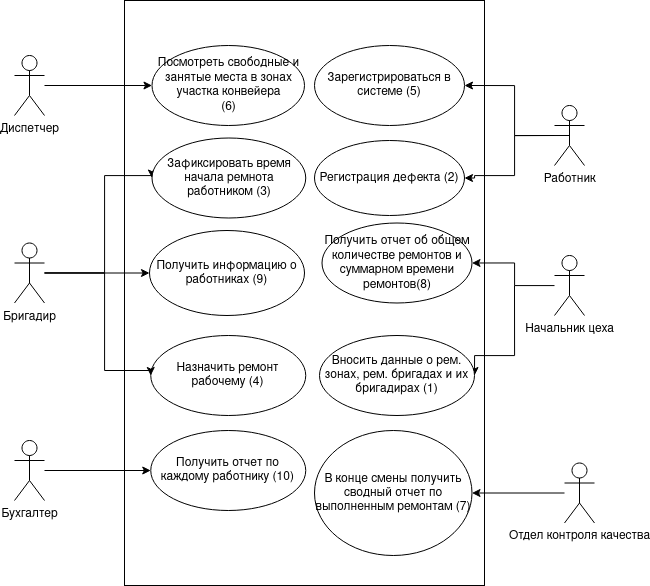 Диспетчер
Бригадир
Бухгалтер
Посмотреть свободные и
занятые места в зонах
участка конвейера
(6)
Зафиксировать время
начала ремнота
работником (3)
Получить информацию о
работниках (9)
Назначить ремонт
рабочему (4)
Получить отчет по
каждому работнику (10)
Зарегистрироваться в
системе (5)
Регистрация дефекта (2)
Получить отчет об общем
количестве ремонтов и
суммарном времени
ремонтов(8)
Вносить данные о рем.
зонах, рем. бригадах и их
бригадирах (1)
В конце смены получить
сводный отчет по
выполненным ремонтам (7)
Работник
Начальник цеха
Отдел контроля качества